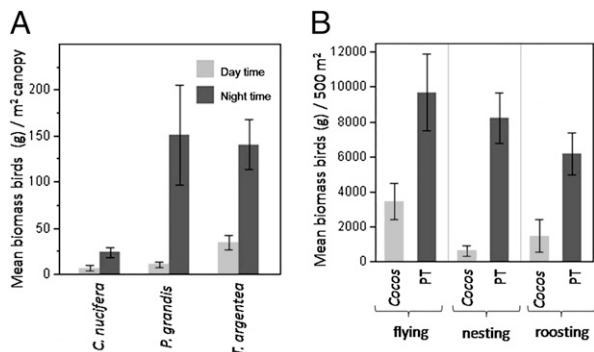 A
Mean biomass birds (g) / m² canopy
200
150
100
50
0
Day time
Night time
C. nucifera
P. grandis
T. argentea
B
Mean biomass birds (g) / 500 m²
12000
10000
8000
6000
4000
2000
0
Cocos
PT
Cocos
PT
Cocos
PT
flying
nesting
roosting